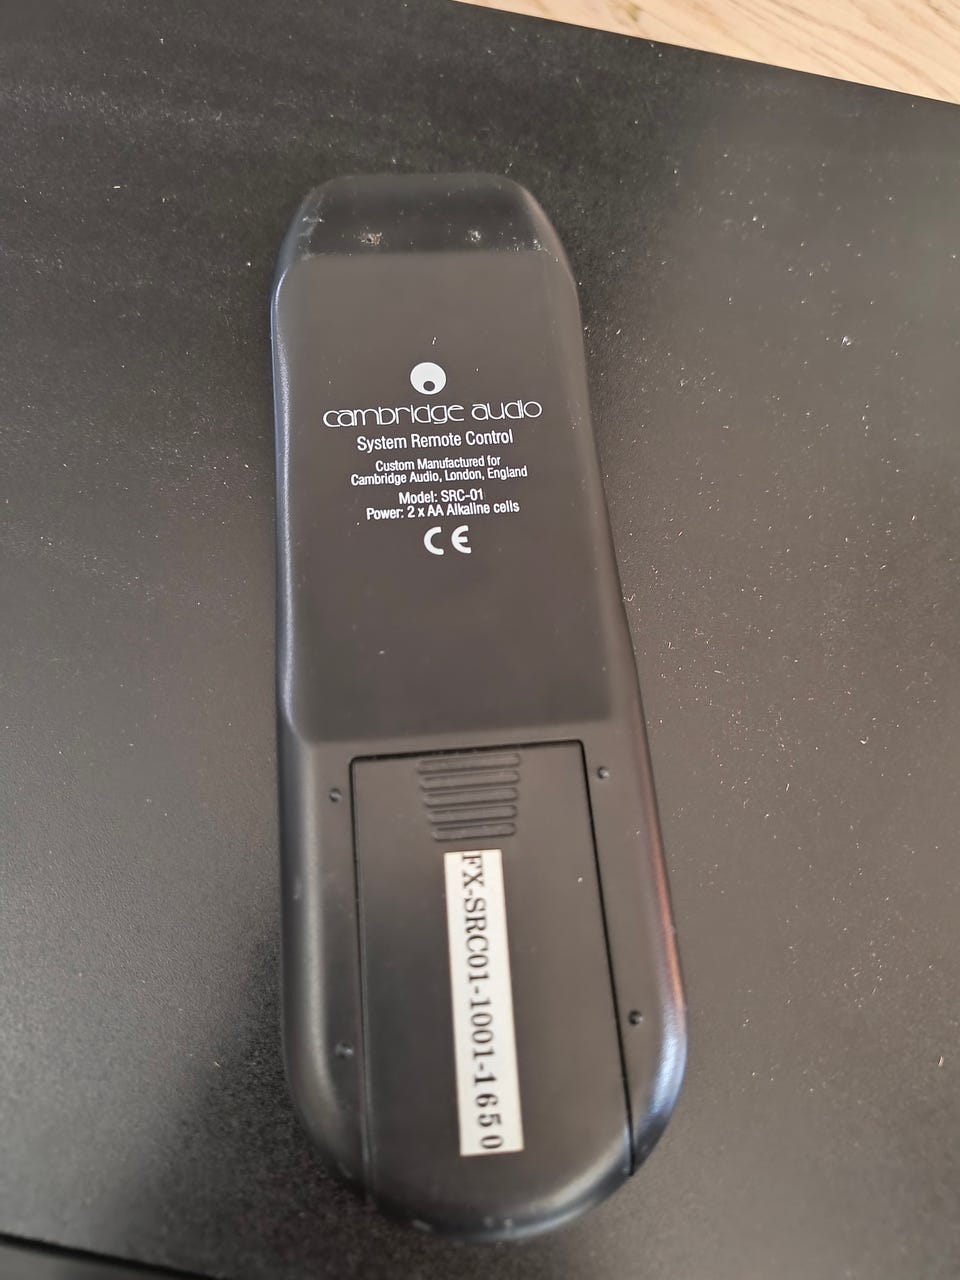 cambridge audio
System Remote Control
Custom Manufactured for
Cambridge Audio, London, England
Model: SRC-01
Power: 2 x AA Alkaline cells
CE
FX-SRC01-1001-1650